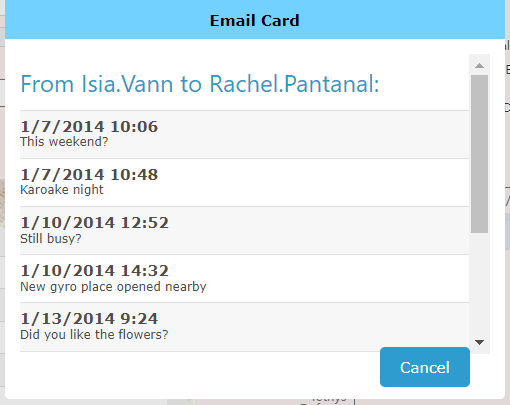 Email Card
From Isia.Vann to Rachel.Pantanal:
1/7/2014 10:06
This weekend?
1/7/2014 10:48
Karoake night
1/10/2014 12:52
Still busy?
1/10/2014 14:32
New gyro place opened nearby
1/13/2014 9:24
Did you like the flowers?
Cancel